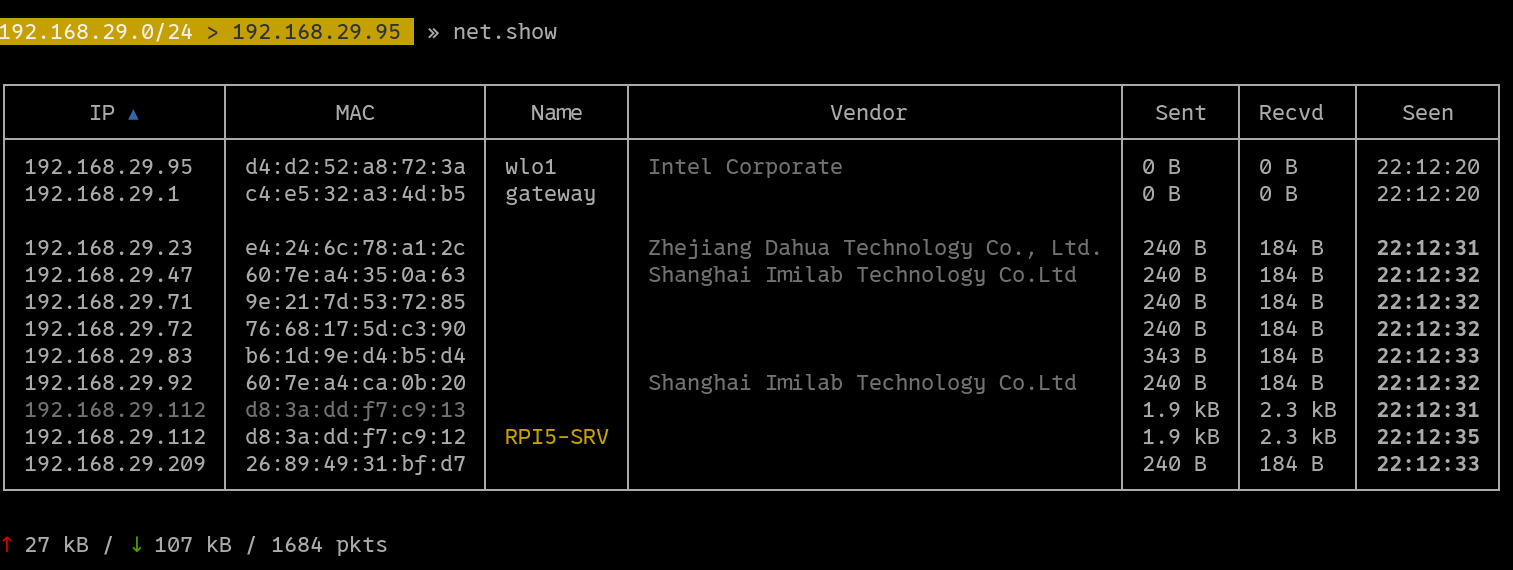 192.168.29.0/24 > 192.168.29.95 » net.show
IP ▲ MAC Name Vendor Sent Recvd Seen
192.168.29.95 d4:d2:52:a8:72:3a wlo1 Intel Corporate 0 B 0 B 22:12:20
192.168.29.1 c4:e5:32:a3:4d:b5 gateway 0 B 0 B 22:12:20
192.168.29.23 e4:24:6c:78:a1:2c Zhejiang Dahua Technology Co., Ltd. 240 B 184 B 22:12:31
192.168.29.47 60:7e:a4:35:0a:63 Shanghai Imilab Technology Co.Ltd 240 B 184 B 22:12:32
192.168.29.71 9e:21:7d:53:72:85 240 B 184 B 22:12:32
192.168.29.72 76:68:17:5d:c3:90 240 B 184 B 22:12:32
192.168.29.83 b6:1d:9e:d4:b5:d4 343 B 184 B 22:12:33
192.168.29.92 60:7e:a4:ca:0b:20 Shanghai Imilab Technology Co.Ltd 240 B 184 B 22:12:32
192.168.29.112 d8:3a:dd:f7:c9:13 1.9 kB 2.3 kB 22:12:31
192.168.29.112 d8:3a:dd:f7:c9:12 RPI5-SRV 1.9 kB 2.3 kB 22:12:35
192.168.29.209 26:89:49:31:bf:d7 240 B 184 B 22:12:33
↑ 27 kB / ↓ 107 kB / 1684 pkts